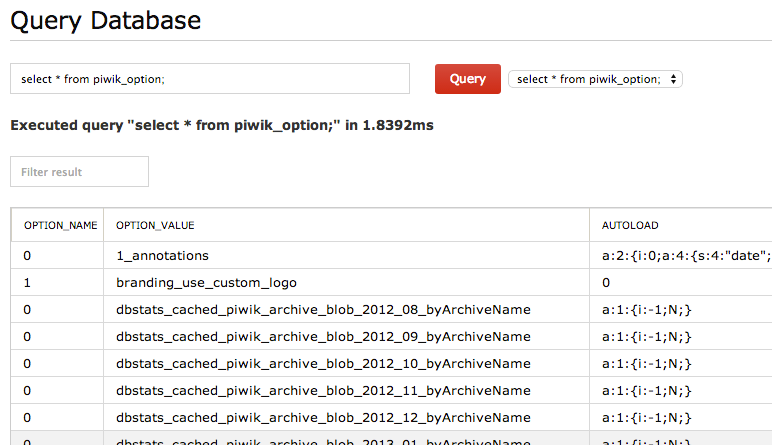 Query Database
select * from piwik_option; Query select * from piwik_option;
Executed query "select * from piwik_option;" in 1.8392ms
Filter result
OPTION_NAME OPTION_VALUE AUTOLOAD
0 1_annotations a:2:{i:0;a:4:{s:4:"date";
1 branding_use_custom_logo 0
0 dbstats_cached_piwik_archive_blob_2012_08_byArchiveName a:1:{i:-1;N;}
0 dbstats_cached_piwik_archive_blob_2012_09_byArchiveName a:1:{i:-1;N;}
0 dbstats_cached_piwik_archive_blob_2012_10_byArchiveName a:1:{i:-1;N;}
0 dbstats_cached_piwik_archive_blob_2012_11_byArchiveName a:1:{i:-1;N;}
0 dbstats_cached_piwik_archive_blob_2012_12_byArchiveName a:1:{i:-1;N;}
0 dbstats_cached_piwik_archive_blob_2013_01_byArchiveName a:1:{i:-1;N;}